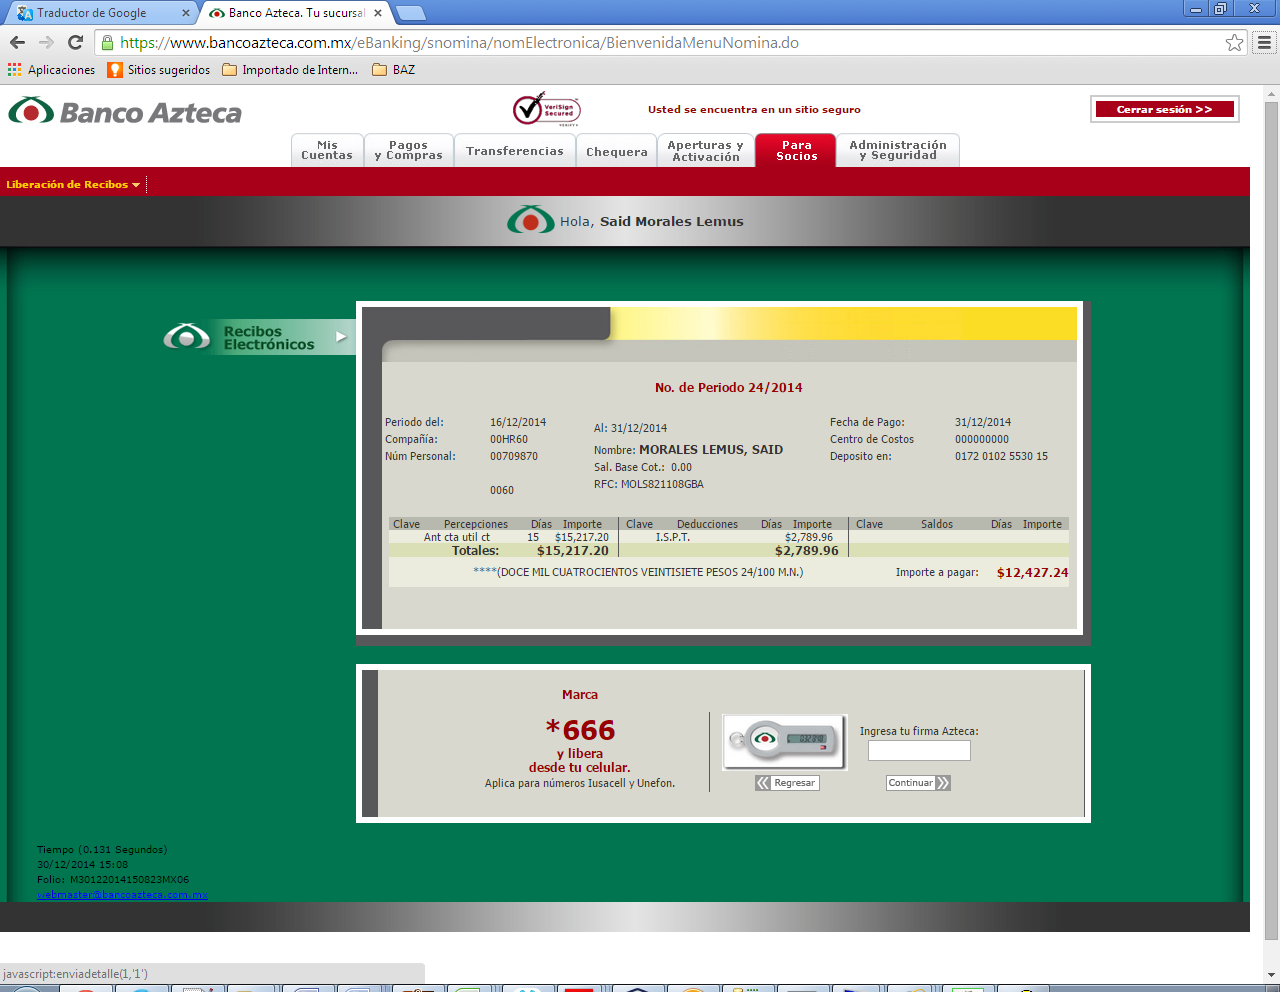 Traductor de Google
Banco Azteca. Tu sucursal
https://www.bancoazteca.com.mx/eBanking/snomina/nomElectronica/BienvenidaMenuNomina.do
Aplicaciones Sitios sugeridos Importado de Intern... BAZ
Banco Azteca
VeriSign Secured
VERIFY
Usted se encuentra en un sitio seguro
Cerrar sesión >>
Mis Cuentas
Pagos y Compras
Transferencias
Chequera
Aperturas y Activación
Para Socios
Administración y Seguridad
Liberación de Recibos
Hola, Said Morales Lemus
Recibos
Electrónicos
No. de Periodo 24/2014
Periodo del: 16/12/2014 Al: 31/12/2014 Fecha de Pago: 31/12/2014
Compañía: 00HR60 Nombre: MORALES LEMUS, SAID Centro de Costos 000000000
Núm Personal: 00709870 Sal. Base Cot.: 0.00 Deposito en: 0172 0102 5530 15
0060 RFC: MOLS821108GBA
Clave Percepciones Días Importe Clave Deducciones Días Importe Clave Saldos Días Importe
Ant cta util ct 15 $15,217.20 I.S.P.T. $2,789.96
Totales: $15,217.20 $2,789.96
****(DOCE MIL CUATROCIENTOS VEINTISIETE PESOS 24/100 M.N.) Importe a pagar: $12,427.24
Marca
*666
y libera
desde tu celular.
Aplica para números Iusacell y Unefon.
Ingresa tu firma Azteca:
Regresar Continuar
Tiempo (0.131 Segundos)
30/12/2014 15:08
Folio: M30122014150823MX06
webmaster@bancoazteca.com.mx
javascript:enviadetalle(1,'1')